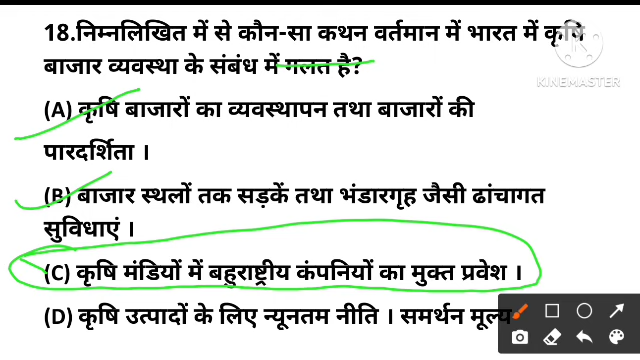 18.निम्नलिखित में से कौन-सा कथन वर्तमान में भारत में कृषि
बाजार व्यवस्था के संबंध में गलत है?
KINEMASTER
(A) कृषि बाजारों का व्यवस्थापन तथा बाजारों की
पारदर्शिता ।
(B) बाजार स्थलों तक सड़कें तथा भंडारगृह जैसी ढांचागत
सुविधाएं ।
(C) कृषि मंडियों में बहुराष्ट्रीय कंपनियों का मुक्त प्रवेश ।
(D) कृषि उत्पादों के लिए न्यूनतम नीति । समर्थन मूल्य